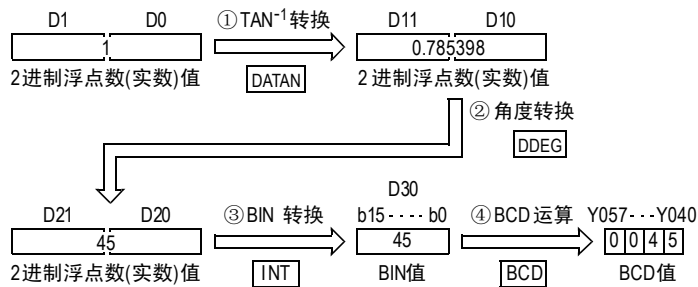 D1 D0 ①TAN-1转换 D11 D10
1 0.785398
2进制浮点数(实数)值 DATAN 2进制浮点数(实数)值
②角度转换
DDEG
D30
D21 D20 ③BIN 转换 b15----b0 ④BCD运算 Y057---Y040
45 45 0 0 4 5
2进制浮点数(实数)值 INT BIN值 BCD BCD值